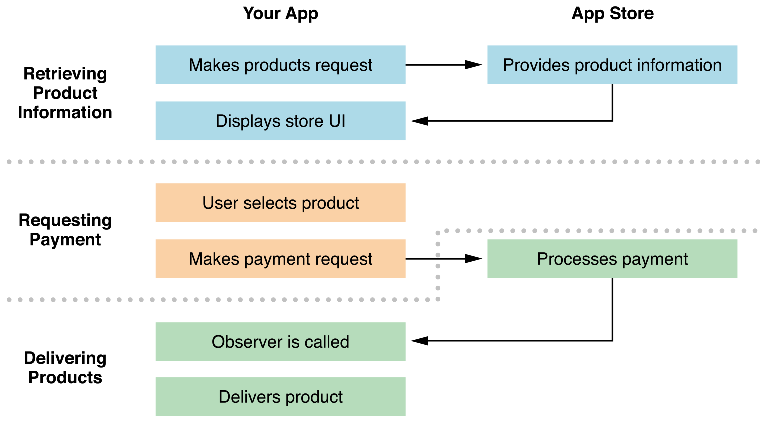 Your App
App Store
Retrieving
Product
Information
Makes products request
Provides product information
Displays store UI
Requesting
Payment
User selects product
Makes payment request
Processes payment
Delivering
Products
Observer is called
Delivers product